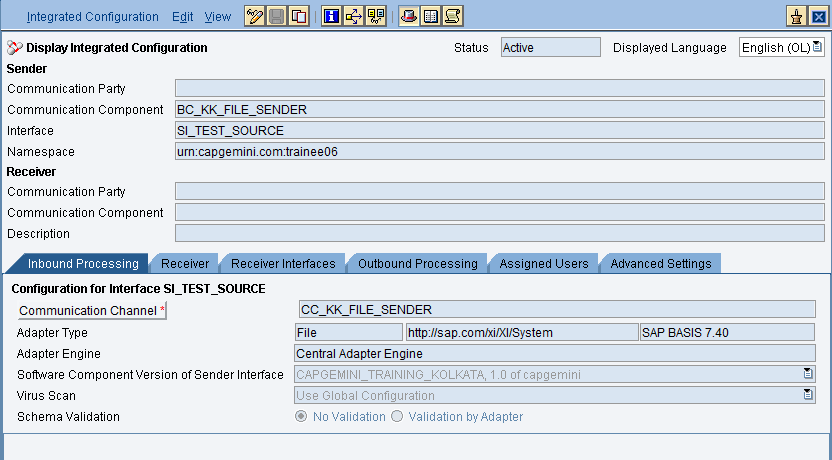 Integrated Configuration Edit View
Display Integrated Configuration Status Active Displayed Language English (OL)
Sender
Communication Party
Communication Component BC_KK_FILE_SENDER
Interface SI_TEST_SOURCE
Namespace urn:capgemini.com:trainee06
Receiver
Communication Party
Communication Component
Description
Inbound Processing Receiver Receiver Interfaces Outbound Processing Assigned Users Advanced Settings
Configuration for Interface SI_TEST_SOURCE
Communication Channel * CC_KK_FILE_SENDER
Adapter Type File http://sap.com/xi/XI/System SAP BASIS 7.40
Adapter Engine Central Adapter Engine
Software Component Version of Sender Interface CAPGEMINI_TRAINING_KOLKATA, 1.0 of capgemini
Virus Scan Use Global Configuration
Schema Validation No Validation Validation by Adapter